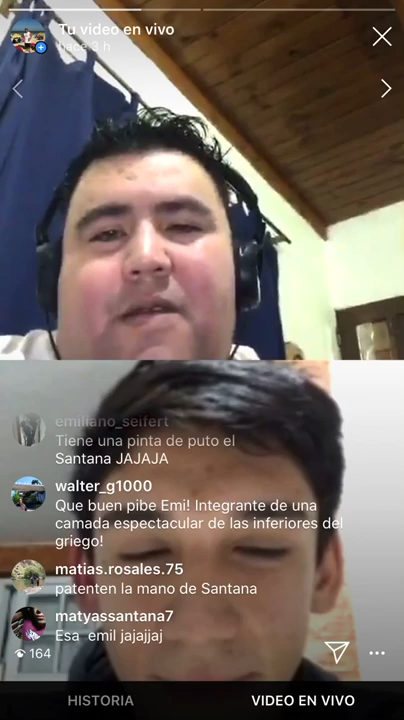 Tu video en vivo
hace 3 h
emiliano_seifert
Tiene una pinta de puto el
Santana JAJAJA
walter_g1000
Que buen pibe Emi! Integrante de una
camada espectacular de las inferiores del
griego!
matias.rosales.75
patenten la mano de Santana
matyassantana7
Esa emil jajajjaj
164
HISTORIA
VIDEO EN VIVO